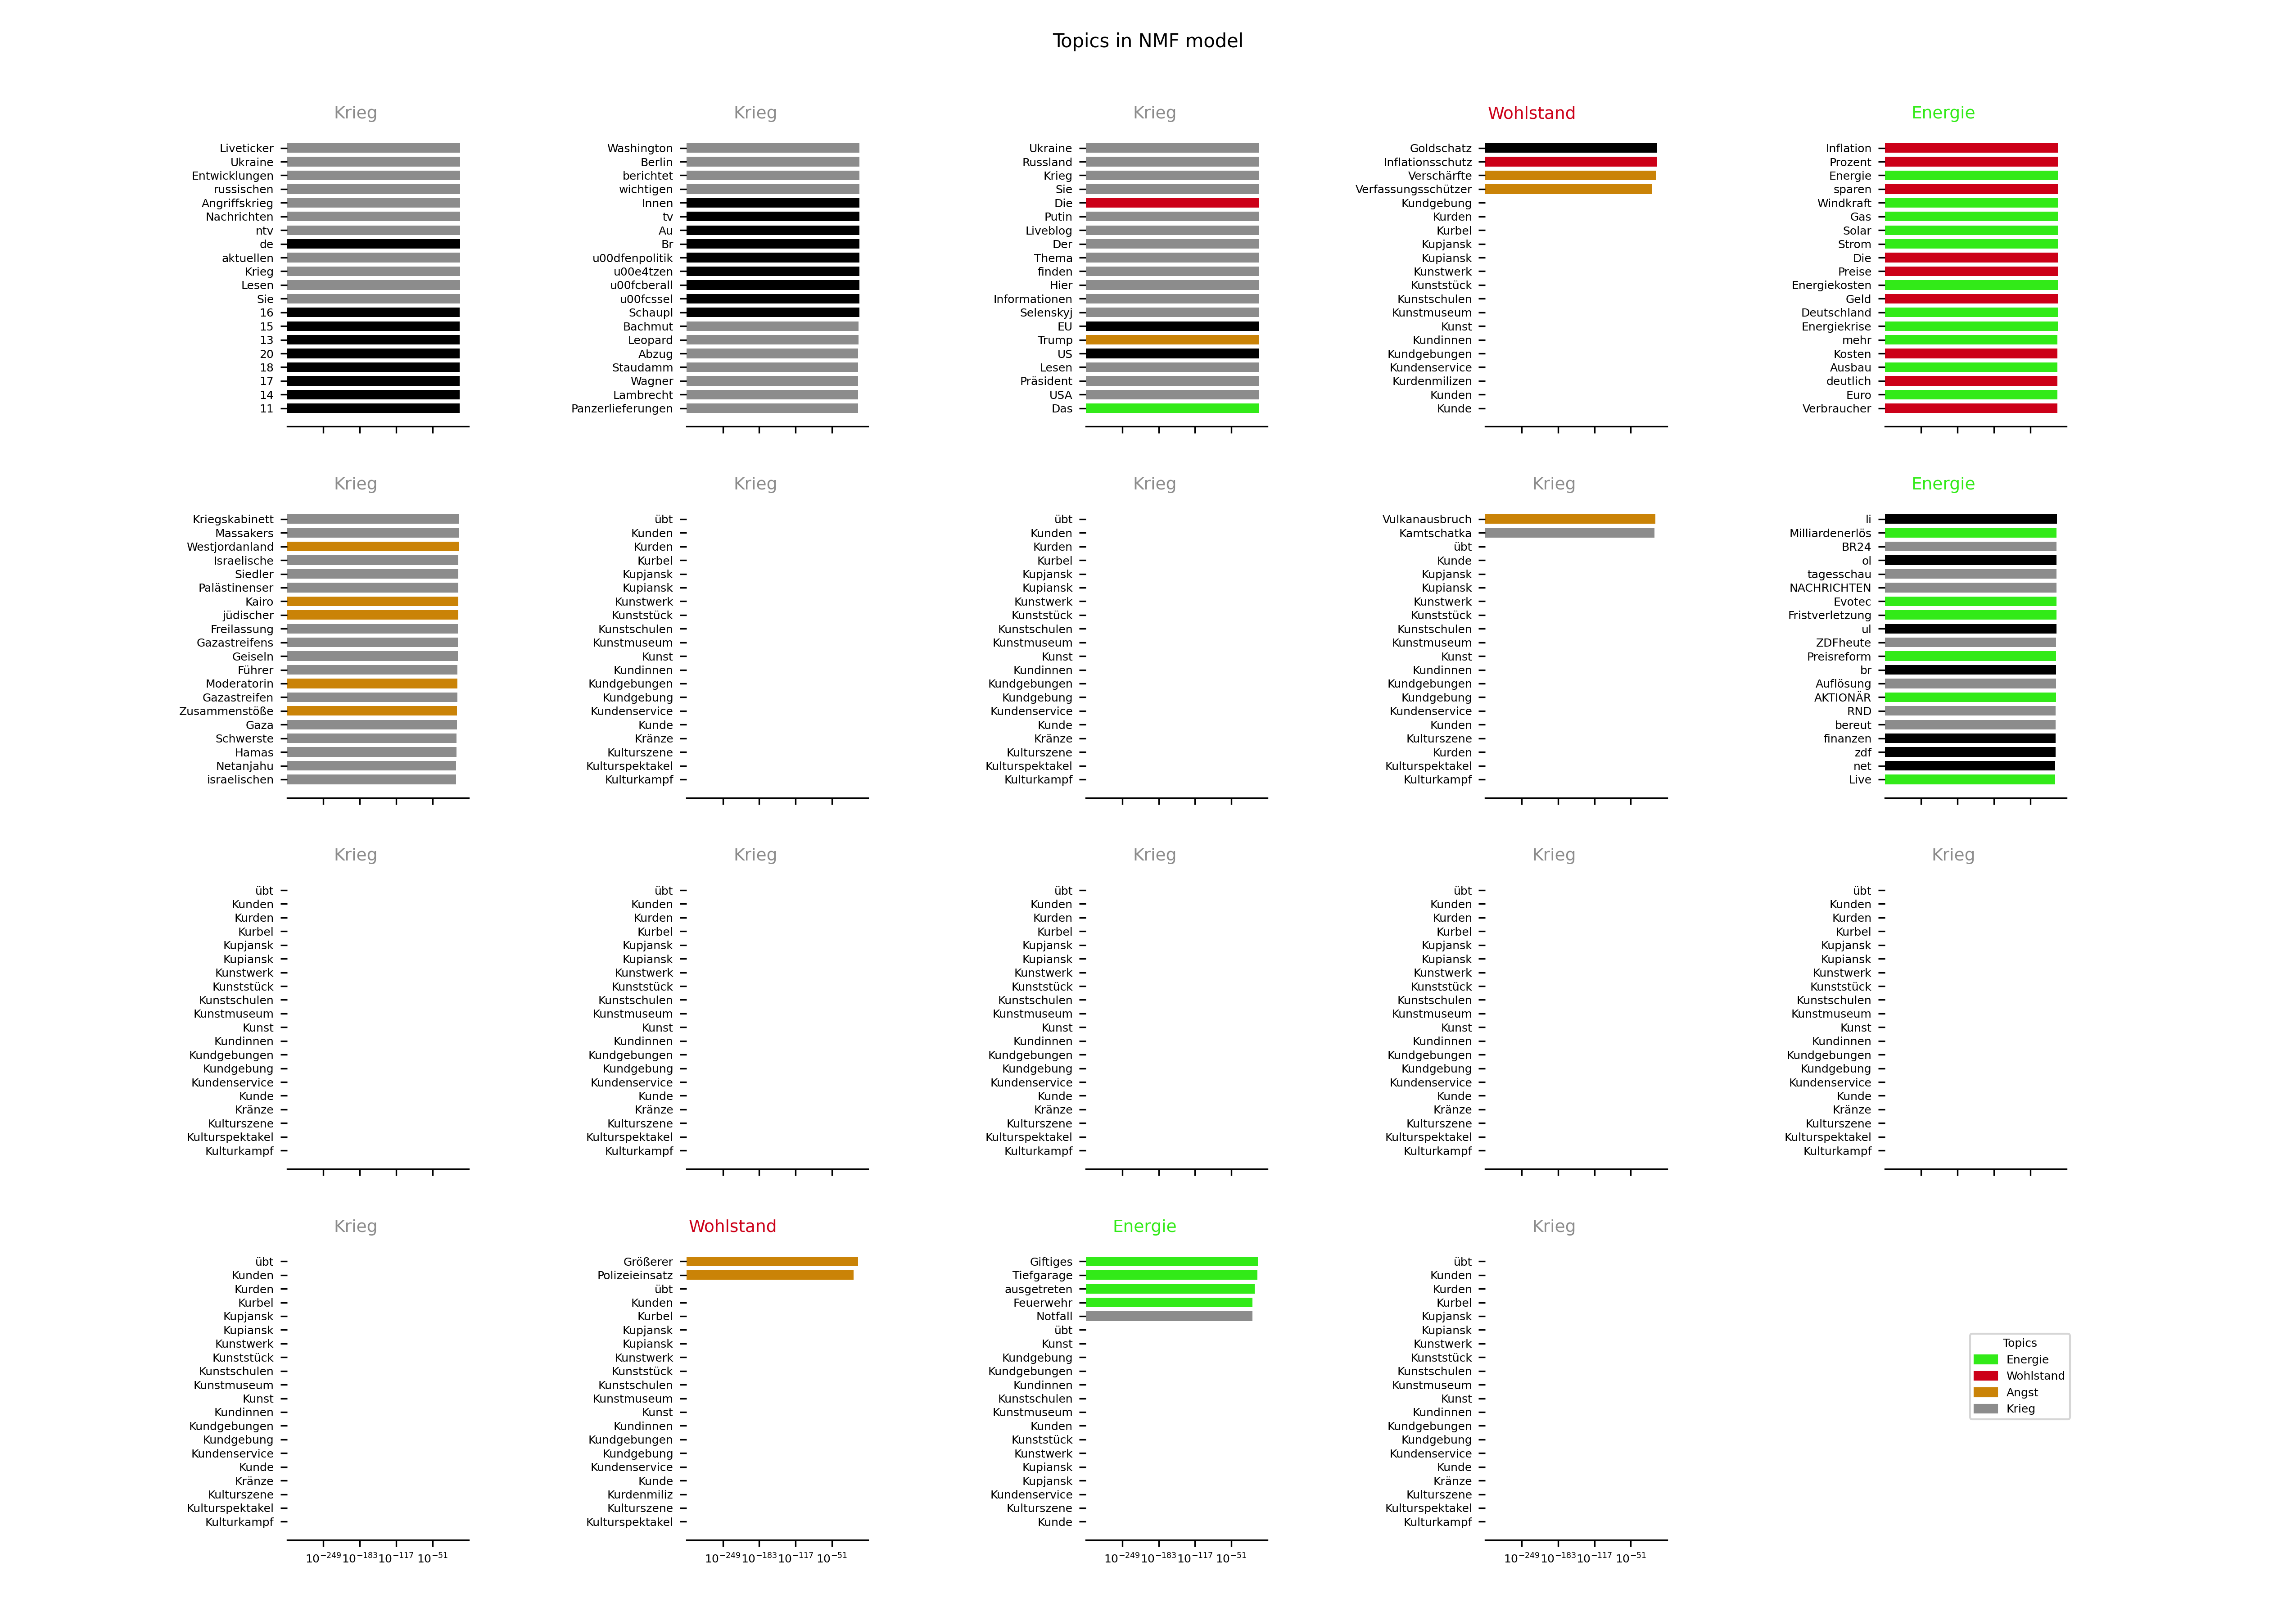 Topics in NMF model
Krieg
Liveticker
Ukraine
Entwicklungen
russischen
Angriffskrieg
Nachrichten
ntv
de
aktuellen
Krieg
Lesen
Sie
16
15
13
20
18
17
14
11
Krieg
Washington
Berlin
berichtet
wichtigen
Innen
tv
Au
Br
u00dfenpolitik
u00e4tzen
u00fcberall
u00fcssel
Schaupl
Bachmut
Leopard
Abzug
Staudamm
Wagner
Lambrecht
Panzerlieferungen
Krieg
Ukraine
Russland
Krieg
Sie
Die
Putin
Liveblog
Der
Thema
finden
Hier
Informationen
Selenskyj
EU
Trump
US
Lesen
Präsident
USA
Das
Wohlstand
Goldschatz
Inflationsschutz
Verschärfte
Verfassungsschützer
Kundgebung
Kurden
Kurbel
Kupjansk
Kupiansk
Kunstwerk
Kunststück
Kunstschulen
Kunstmuseum
Kunst
Kundinnen
Kundgebungen
Kundenservice
Kurdenmilizen
Kunden
Kunde
Energie
Inflation
Prozent
Energie
sparen
Windkraft
Gas
Solar
Strom
Die
Preise
Energiekosten
Geld
Deutschland
Energiekrise
mehr
Kosten
Ausbau
deutlich
Euro
Verbraucher
Krieg
Kriegskabinett
Massakers
Westjordanland
Israelische
Siedler
Palästinenser
Kairo
jüdischer
Freilassung
Gazastreifens
Geiseln
Führer
Moderatorin
Gazastreifen
Zusammenstöße
Gaza
Schwerste
Hamas
Netanjahu
israelischen
Krieg
übt
Kunden
Kurden
Kurbel
Kupjansk
Kupiansk
Kunstwerk
Kunststück
Kunstschulen
Kunstmuseum
Kunst
Kundinnen
Kundgebungen
Kundgebung
Kundenservice
Kunde
Kränze
Kulturszene
Kulturspektakel
Kulturkampf
Krieg
übt
Kunden
Kurden
Kurbel
Kupjansk
Kupiansk
Kunstwerk
Kunststück
Kunstschulen
Kunstmuseum
Kunst
Kundinnen
Kundgebungen
Kundgebung
Kundenservice
Kunde
Kränze
Kulturszene
Kulturspektakel
Kulturkampf
Krieg
Vulkanausbruch
Kamtschatka
übt
Kunde
Kupjansk
Kupiansk
Kunstwerk
Kunststück
Kunstschulen
Kunstmuseum
Kunst
Kundinnen
Kundgebungen
Kundgebung
Kundenservice
Kunden
Kulturszene
Kurden
Kulturspektakel
Kulturkampf
Energie
li
Milliardenerlös
BR24
ol
tagesschau
NACHRICHTEN
Evotec
Fristverletzung
ul
ZDFheute
Preisreform
br
Auflösung
AKTIONÄR
RND
bereut
finanzen
zdf
net
Live
Krieg
übt
Kunden
Kurden
Kurbel
Kupjansk
Kupiansk
Kunstwerk
Kunststück
Kunstschulen
Kunstmuseum
Kunst
Kundinnen
Kundgebungen
Kundgebung
Kundenservice
Kunde
Kränze
Kulturszene
Kulturspektakel
Kulturkampf
Krieg
übt
Kunden
Kurden
Kurbel
Kupjansk
Kupiansk
Kunstwerk
Kunststück
Kunstschulen
Kunstmuseum
Kunst
Kundinnen
Kundgebungen
Kundgebung
Kundenservice
Kunde
Kränze
Kulturszene
Kulturspektakel
Kulturkampf
Krieg
übt
Kunden
Kurden
Kurbel
Kupjansk
Kupiansk
Kunstwerk
Kunststück
Kunstschulen
Kunstmuseum
Kunst
Kundinnen
Kundgebungen
Kundgebung
Kundenservice
Kunde
Kränze
Kulturszene
Kulturspektakel
Kulturkampf
Krieg
übt
Kunden
Kurden
Kurbel
Kupjansk
Kupiansk
Kunstwerk
Kunststück
Kunstschulen
Kunstmuseum
Kunst
Kundinnen
Kundgebungen
Kundgebung
Kundenservice
Kunde
Kränze
Kulturszene
Kulturspektakel
Kulturkampf
Krieg
übt
Kunden
Kurden
Kurbel
Kupjansk
Kupiansk
Kunstwerk
Kunststück
Kunstschulen
Kunstmuseum
Kunst
Kundinnen
Kundgebungen
Kundgebung
Kundenservice
Kunde
Kränze
Kulturszene
Kulturspektakel
Kulturkampf
Krieg
übt
Kunden
Kurden
Kurbel
Kupjansk
Kupiansk
Kunstwerk
Kunststück
Kunstschulen
Kunstmuseum
Kunst
Kundinnen
Kundgebungen
Kundgebung
Kundenservice
Kunde
Kränze
Kulturszene
Kulturspektakel
Kulturkampf
10⁻²⁴⁹ 10⁻¹⁸³ 10⁻¹¹⁷ 10⁻⁵¹
Wohlstand
Größerer
Polizeieinsatz
übt
Kunden
Kurbel
Kupjansk
Kupiansk
Kunstwerk
Kunststück
Kunstschulen
Kunstmuseum
Kunst
Kundinnen
Kundgebungen
Kundgebung
Kundenservice
Kunde
Kurdenmiliz
Kulturszene
Kulturspektakel
10⁻²⁴⁹ 10⁻¹⁸³ 10⁻¹¹⁷ 10⁻⁵¹
Energie
Giftiges
Tiefgarage
ausgetreten
Feuerwehr
Notfall
übt
Kunst
Kundgebung
Kundgebungen
Kundinnen
Kunstschulen
Kunstmuseum
Kunden
Kunststück
Kunstwerk
Kupiansk
Kupjansk
Kundenservice
Kulturszene
Kunde
10⁻²⁴⁹ 10⁻¹⁸³ 10⁻¹¹⁷ 10⁻⁵¹
Krieg
übt
Kunden
Kurden
Kurbel
Kupjansk
Kupiansk
Kunstwerk
Kunststück
Kunstschulen
Kunstmuseum
Kunst
Kundinnen
Kundgebungen
Kundgebung
Kundenservice
Kunde
Kränze
Kulturszene
Kulturspektakel
Kulturkampf
10⁻²⁴⁹ 10⁻¹⁸³ 10⁻¹¹⁷ 10⁻⁵¹
Topics
Energie
Wohlstand
Angst
Krieg